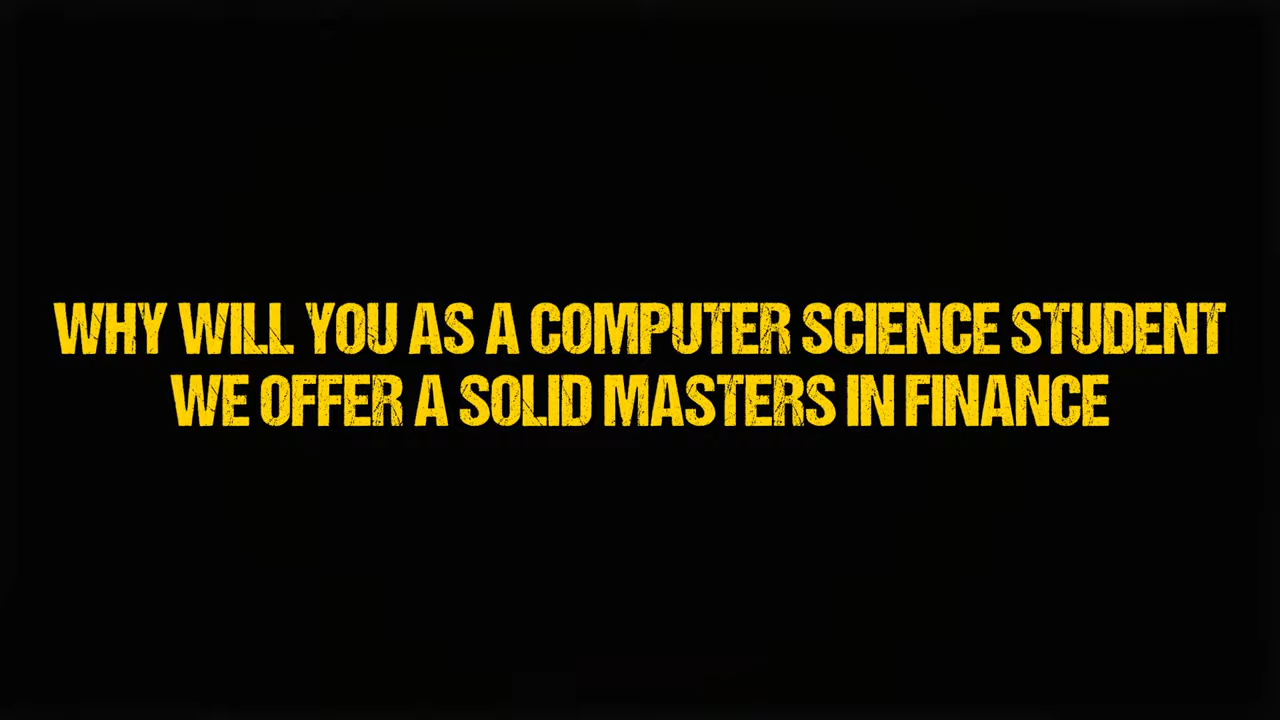 WHY WILL YOU AS A COMPUTER SCIENCE STUDENT
WE OFFER A SOLID MASTERS IN FINANCE